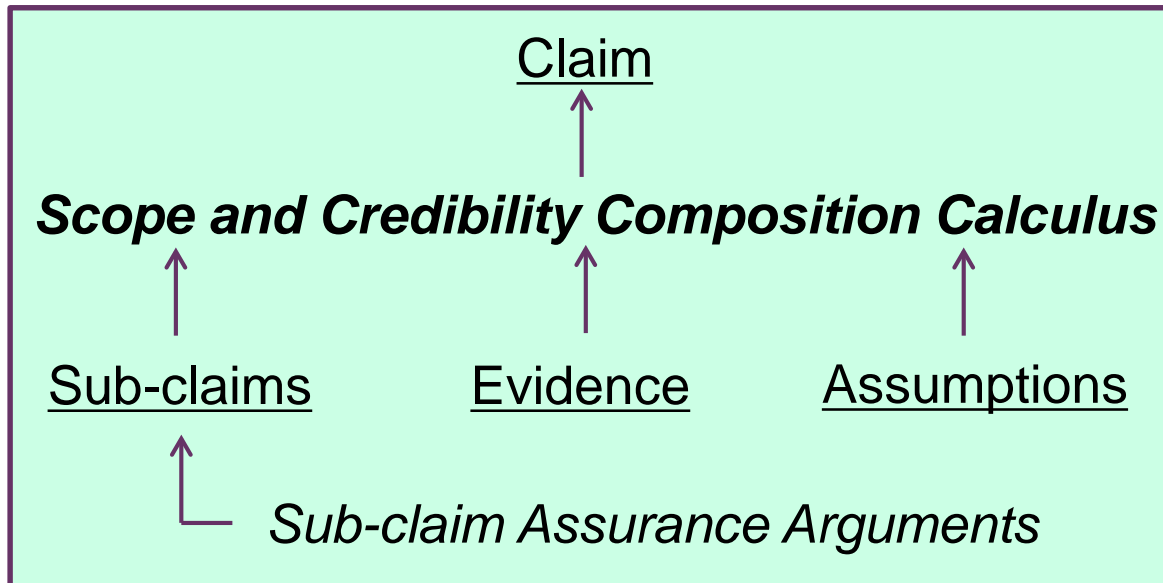 Claim
Scope and Credibility Composition Calculus
Sub-claims Evidence Assumptions
Sub-claim Assurance Arguments